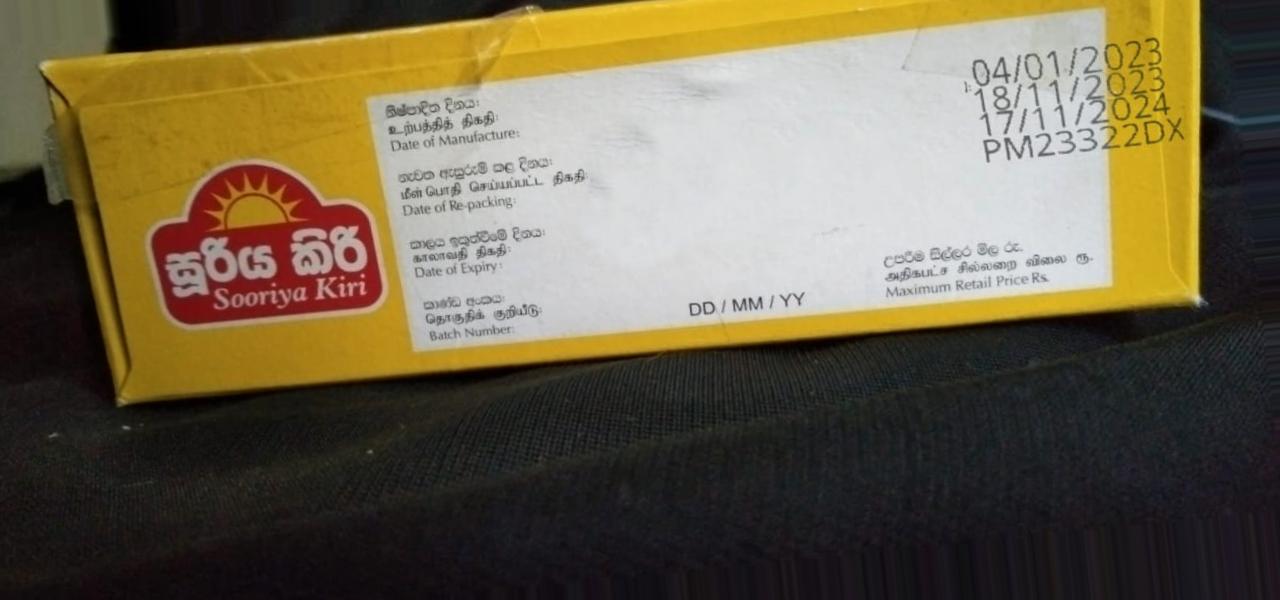 සූරිය කිරි
Sooriya Kiri
නිෂ්පාදිත දිනය:
உற்பத்தித் திகதி:
Date of Manufacture:
නැවත ඇසුරුම් කළ දිනය:
மீள் பொதி செய்யப்பட்ட திகதி:
Date of Re-packing:
කාලය ඉකුත්වීමේ දිනය:
காலாவதி திகதி:
Date of Expiry:
කාණ්ඩ අංකය:
தொகுதிக் குறியீடு:
Batch Number:
DD / MM / YY
04/01/2023
18/11/2023
17/11/2024
PM23322DX
උපරිම සිල්ලර මිල රු.
அதிகபட்ச சில்லறை விலை ரூ.
Maximum Retail Price Rs.